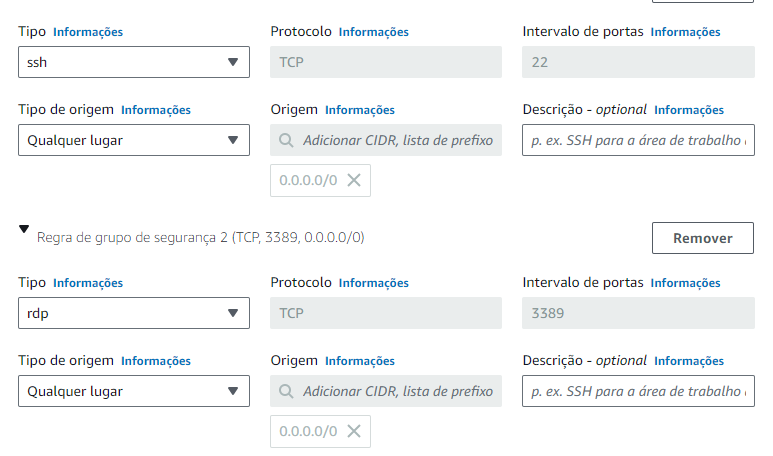 Tipo Informações Protocolo Informações Intervalo de portas Informações
ssh TCP 22
Tipo de origem Informações Origem Informações Descrição - optional Informações
Qualquer lugar Adicionar CIDR, lista de prefixo p. ex. SSH para a área de trabalho
0.0.0.0/0
Regra de grupo de segurança 2 (TCP, 3389, 0.0.0.0/0) Remover
Tipo Informações Protocolo Informações Intervalo de portas Informações
rdp TCP 3389
Tipo de origem Informações Origem Informações Descrição - optional Informações
Qualquer lugar Adicionar CIDR, lista de prefixo p. ex. SSH para a área de trabalho
0.0.0.0/0